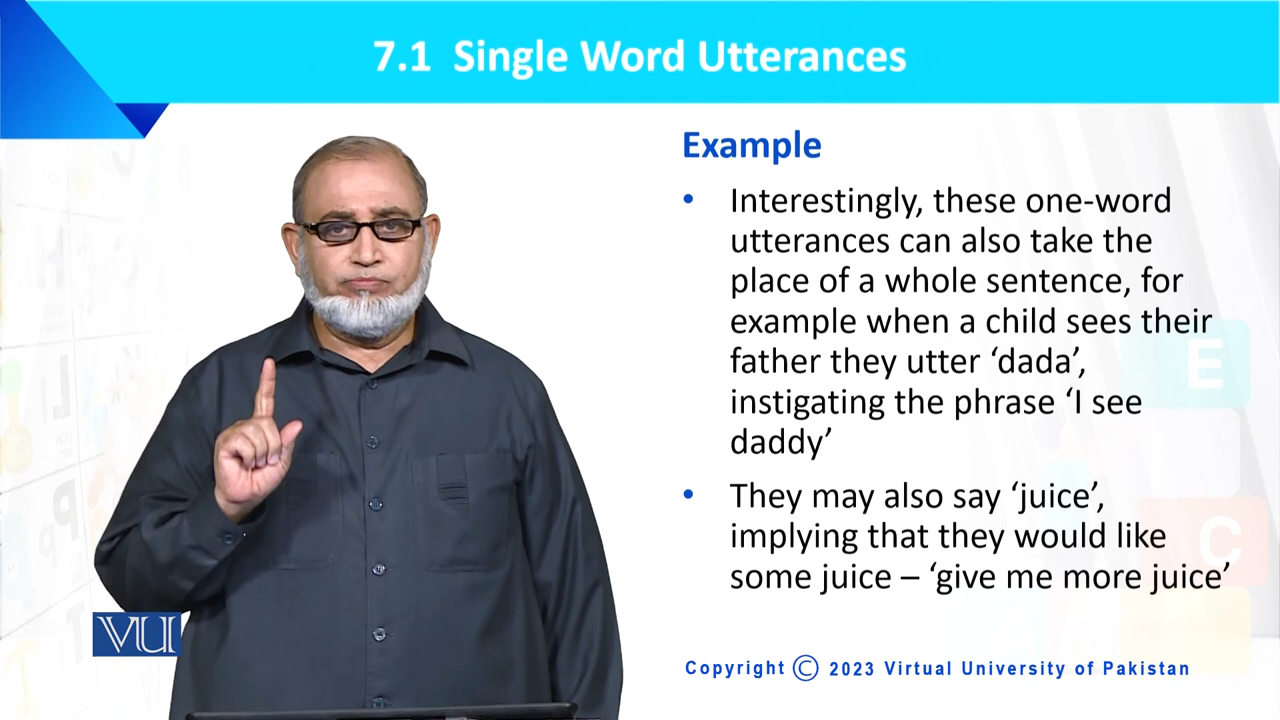 7.1 Single Word Utterances
Example
• Interestingly, these one-word
utterances can also take the
place of a whole sentence, for
example when a child sees their
father they utter ‘dada’,
instigating the phrase ‘I see
daddy’
• They may also say ‘juice’,
implying that they would like
some juice – ‘give me more juice’
E
C
VU
Copyright © 2023 Virtual University of Pakistan